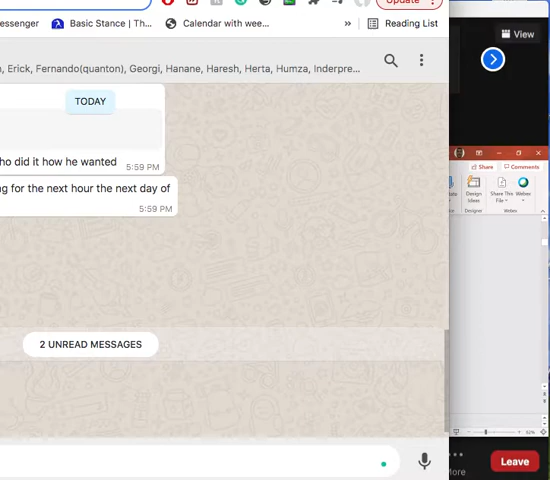 Update
essenger
Basic Stance | Th...
Calendar with wee...
»
Reading List
View
, Erick, Fernando(quanton), Georgi, Hanane, Haresh, Herta, Humza, Inderpre...
TODAY
ho did it how he wanted
5:59 PM
g for the next hour the next day of
5:59 PM
2 UNREAD MESSAGES
Share
Comments
Design
Ideas
Share This
File
Webex
Designer
Webex
Leave
More